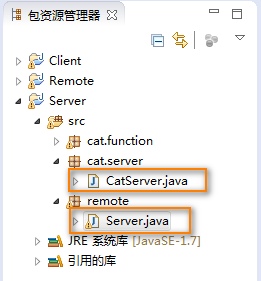 包资源管理器
Client
Remote
Server
src
cat.function
cat.server
CatServer.java
remote
Server.java
JRE 系统库 [JavaSE-1.7]
引用的库